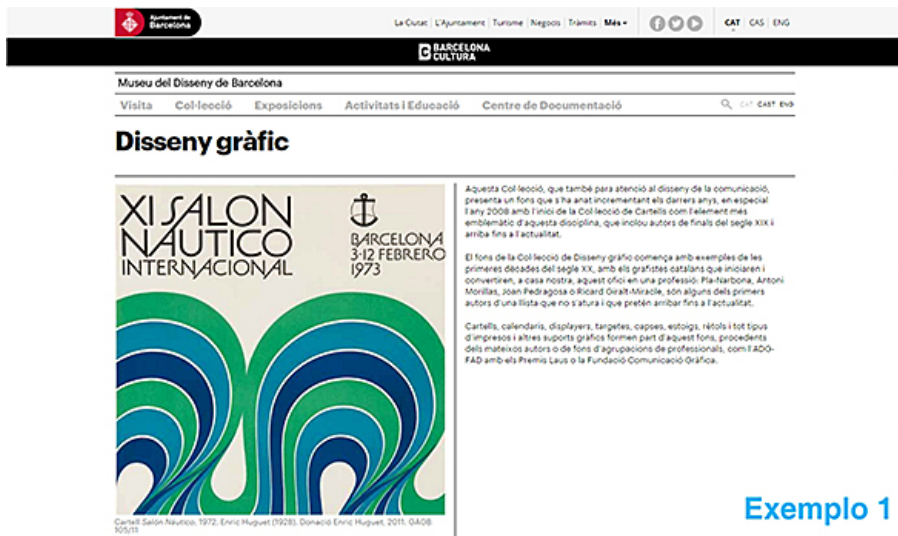 Ajuntament de
Barcelona
La Ciutat | L'Ajuntament | Turisme | Negocis | Tràmits | Més
CAT | CAS | ENG
BARCELONA
CULTURA
Museu del Disseny de Barcelona
Visita Col·lecció Exposicions Activitats i Educació Centre de Documentació
CAT CAST ENG
Disseny gràfic
XI SALON
NAUTICO
INTERNACIONAL
BARCELONA
3-12 FEBRERO
1973
Cartell Salón Náutico, 1972. Enric Huguet (1928). Donació Enric Huguet, 2011. GAGB
105/11
Aquesta Col·lecció, que també para atenció al disseny de la comunicació,
presenta un fons que s'ha anat incrementant els darrers anys, en especial
l'any 2008 amb l'inici de la Col·lecció de Cartells com l'element més
emblemàtic d'aquesta disciplina, que inclou autors de finals del segle XIX i
arriba fins a l'actualitat.
El fons de la Col·lecció de Disseny gràfic comença amb exemples de les
primeres dècades del segle XX, amb els grafistes catalans que iniciaren i
convertiren, a casa nostra, aquest ofici en una professió: Pla-Narbona, Antoni
Morillas, Joan Pedragosa o Ricard Giralt-Miracle, són alguns dels primers
autors d'una llista que no s'atura i que pretén arribar fins a l'actualitat.
Cartells, calendaris, displayers, targetes, capses, estoigs, rètols i tot tipus
d'impresos i altres suports gràfics formen part d'aquest fons, procedents
dels mateixos autors o de fons d'agrupacions de professionals, com l'ADG-
FAD amb els Premis Laus o la Fundació Comunicació Gràfica.
Exemplo 1